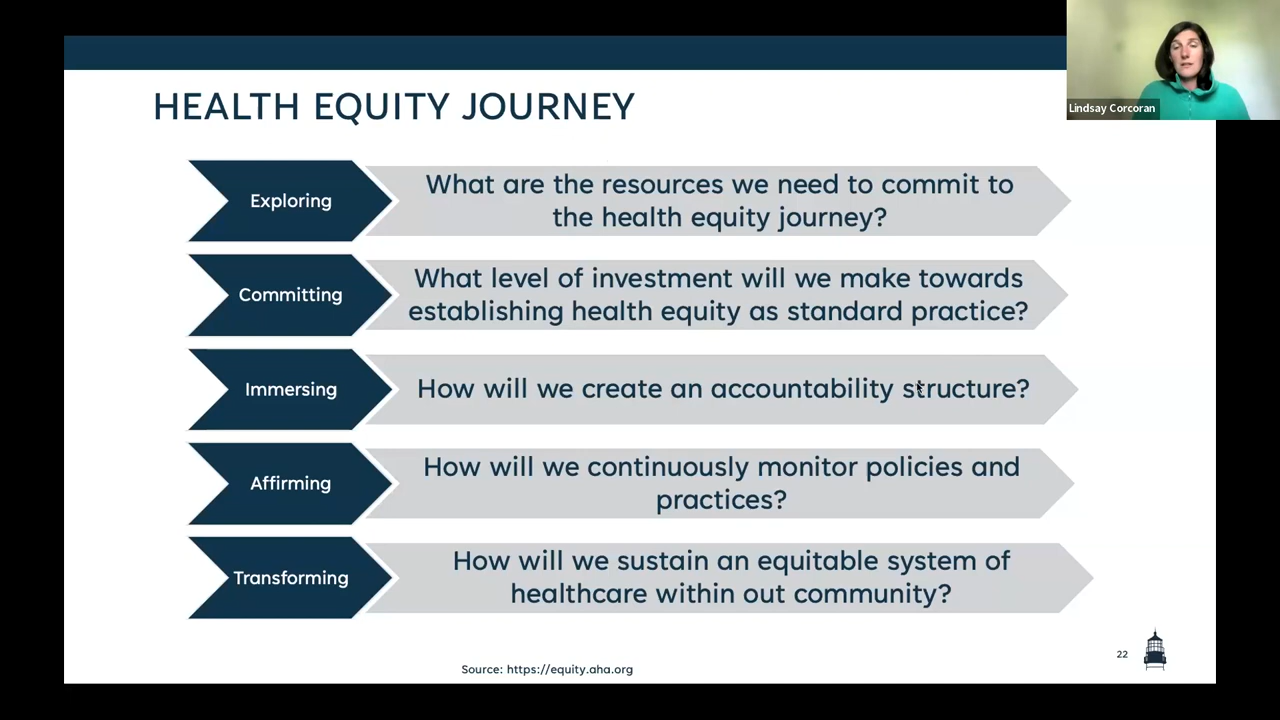 Lindsay Corcoran
HEALTH EQUITY JOURNEY
Exploring
What are the resources we need to commit to
the health equity journey?
Committing
What level of investment will we make towards
establishing health equity as standard practice?
Immersing
How will we create an accountability structure?
Affirming
How will we continuously monitor policies and
practices?
Transforming
How will we sustain an equitable system of
healthcare within out community?
22
Source: https://equity.aha.org